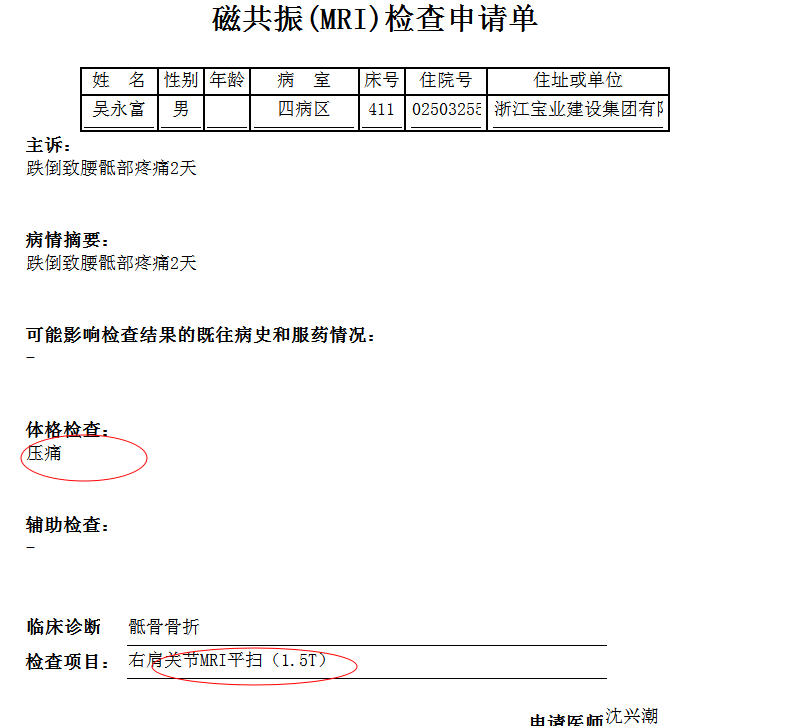 磁共振(MRI)检查申请单
姓 名 性别 年龄 病 室 床号 住院号 住址或单位
吴永富 男 四病区 411 02503255 浙江宝业建设集团有
主诉：
跌倒致腰骶部疼痛2天
病情摘要：
跌倒致腰骶部疼痛2天
可能影响检查结果的既往病史和服药情况：
-
体格检查：
压痛
辅助检查：
-
临床诊断 骶骨骨折
检查项目： 右肩关节MRI平扫（1.5T）
申请医师 沈兴潮